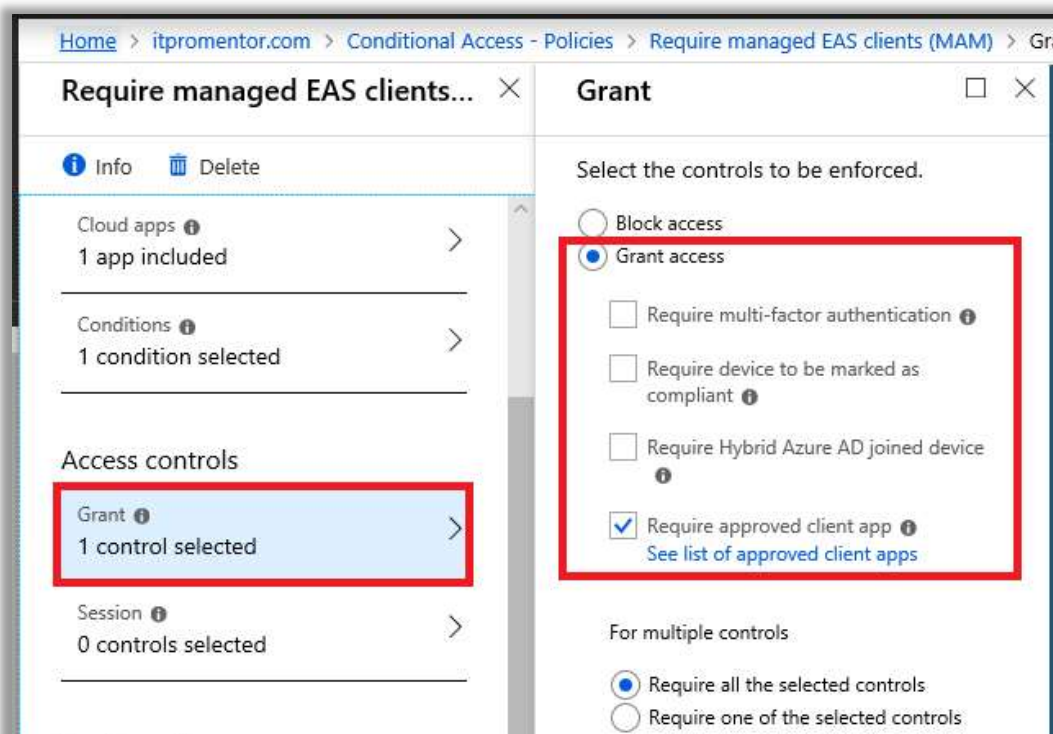 Home > itpromentor.com > Conditional Access - Policies > Require managed EAS clients (MAM) > Gr
Require managed EAS clients...
Info Delete
Cloud apps
1 app included
Conditions
1 condition selected
Access controls
Grant
1 control selected
Session
0 controls selected
Grant
Select the controls to be enforced.
Block access
Grant access
Require multi-factor authentication
Require device to be marked as
compliant
Require Hybrid Azure AD joined device
Require approved client app
See list of approved client apps
For multiple controls
Require all the selected controls
Require one of the selected controls